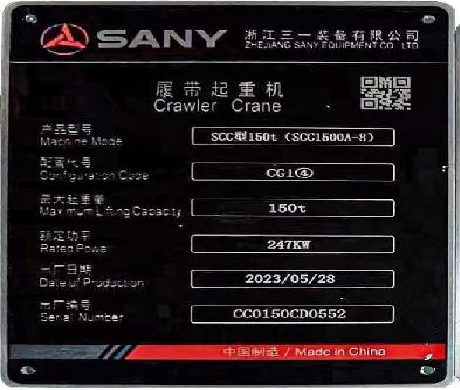 SANY 浙江三一装备有限公司
ZHEJIANG SANY EQUIPMENT CO., LTD
履带起重机
Crawler Crane
产品型号
Machine Model SCC型150t（SCC1500A-8）
配置代号
Configuration Code CG1④
最大起重量
Maximum Lifting Capacity 150t
额定功率
Rated Power 247KW
出厂日期
Date of Production 2023/05/28
出厂编号
Serial Number CC0150CD0552
中国制造 / Made in China